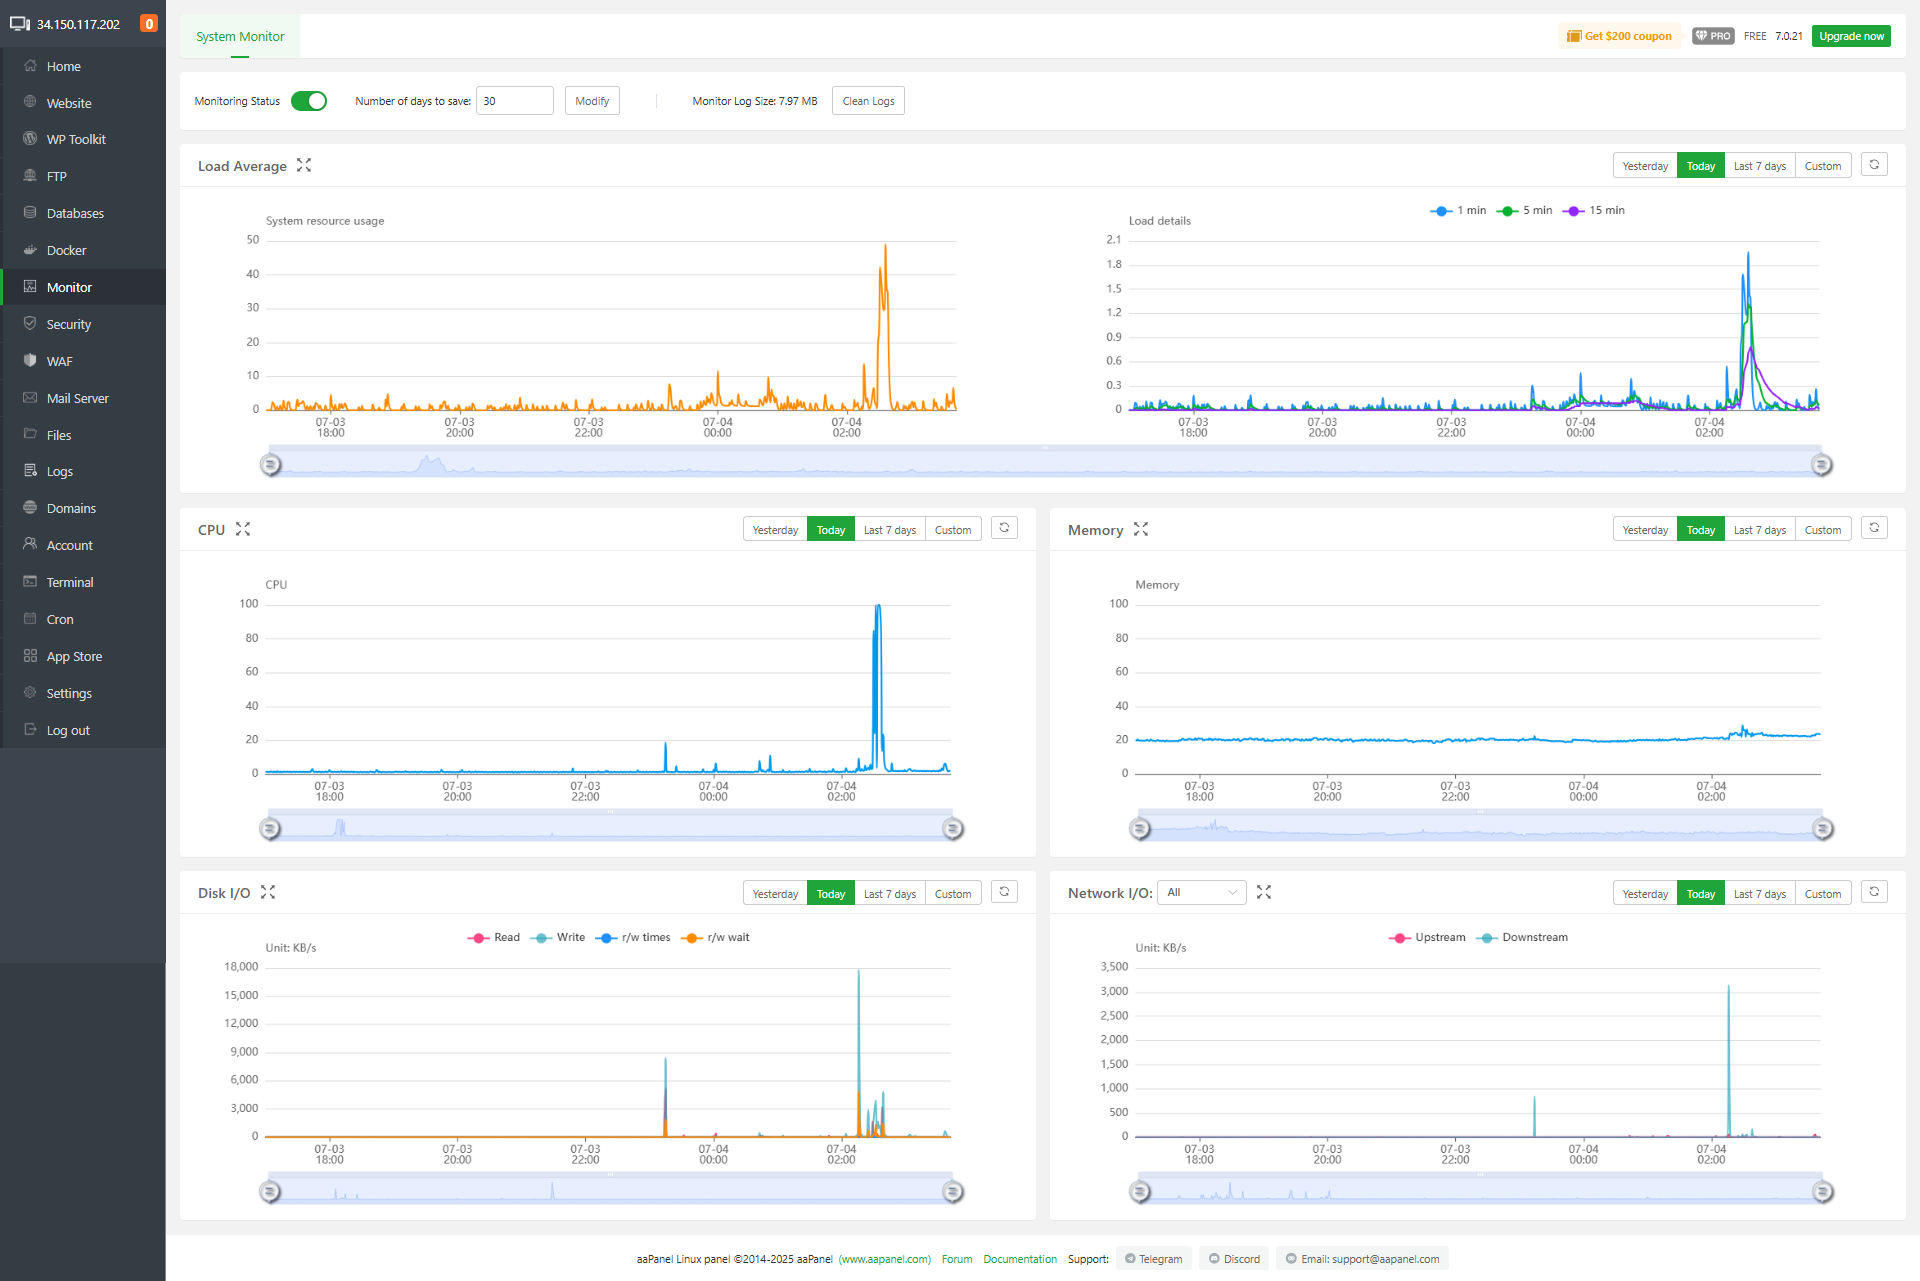 34.150.117.202 0
Home
Website
WP Toolkit
FTP
Databases
Docker
Monitor
Security
WAF
Mail Server
Files
Logs
Domains
Account
Terminal
Cron
App Store
Settings
Log out
System Monitor
Get $200 coupon PRO FREE 7.0.21 Upgrade now
Monitoring Status Number of days to save: 30 Modify Monitor Log Size: 7.97 MB Clean Logs
Load Average Yesterday Today Last 7 days Custom
System resource usage
50
40
30
20
10
0
07-03 07-03 07-03 07-04 07-04
18:00 20:00 22:00 00:00 02:00
Load details 1 min 5 min 15 min
2.1
1.8
1.5
1.2
0.9
0.6
0.3
0
07-03 07-03 07-03 07-04 07-04
18:00 20:00 22:00 00:00 02:00
CPU Yesterday Today Last 7 days Custom
CPU
100
80
60
40
20
0
07-03 07-03 07-03 07-04 07-04
18:00 20:00 22:00 00:00 02:00
Memory Yesterday Today Last 7 days Custom
Memory
100
80
60
40
20
0
07-03 07-03 07-03 07-04 07-04
18:00 20:00 22:00 00:00 02:00
Disk I/O Yesterday Today Last 7 days Custom
Read Write r/w times r/w wait
Unit: KB/s
18,000
15,000
12,000
9,000
6,000
3,000
0
07-03 07-03 07-03 07-04 07-04
18:00 20:00 22:00 00:00 02:00
Network I/O: All Yesterday Today Last 7 days Custom
Upstream Downstream
Unit: KB/s
3,500
3,000
2,500
2,000
1,500
1,000
500
0
07-03 07-03 07-03 07-04 07-04
18:00 20:00 22:00 00:00 02:00
aaPanel Linux panel ©2014-2025 aaPanel (www.aapanel.com) Forum Documentation Support: Telegram Discord Email: support@aapanel.com